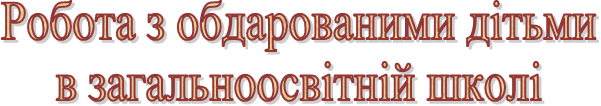 Робота з обдарованими дітьми
в загальноосвітній школі